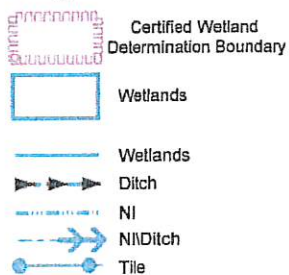 Certified Wetland
Determination Boundary
Wetlands
Wetlands
Ditch
NI
NI\Ditch
Tile